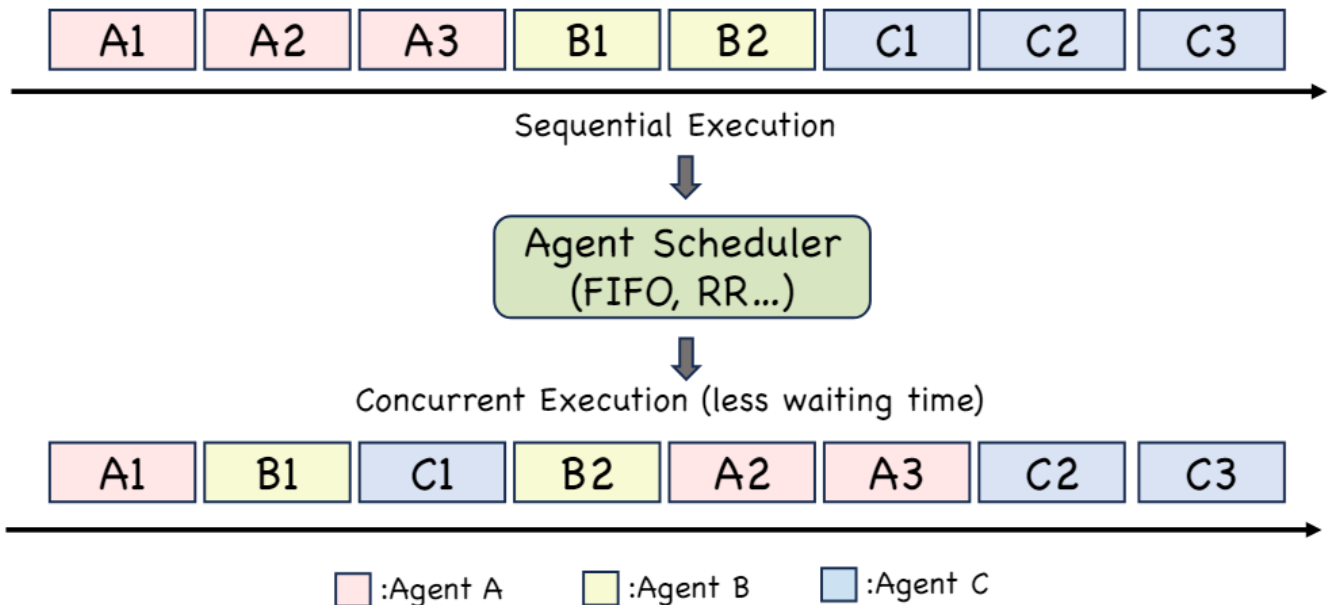 A1 A2 A3 B1 B2 C1 C2 C3
Sequential Execution
Agent Scheduler
(FIFO, RR...)
Concurrent Execution (less waiting time)
A1 B1 C1 B2 A2 A3 C2 C3
:Agent A :Agent B :Agent C